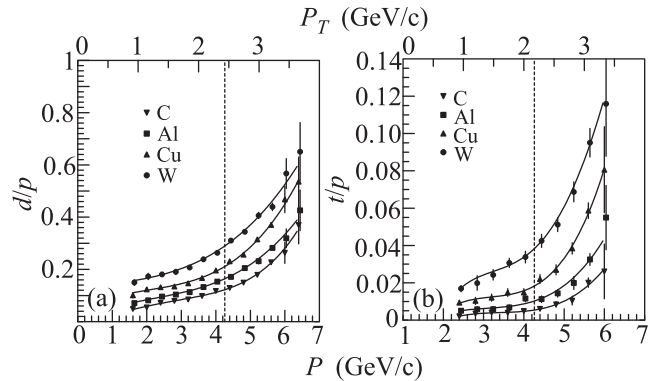 P_T (GeV/c)
0 1 2 3
0 1 2 3
1
0.8
0.6
0.4
0.2
0
d/p
C
Al
Cu
W
(a)
0 1 2 3 4 5 6 7
0.14
0.12
0.10
0.08
0.06
0.04
0.02
0
t/p
C
Al
Cu
W
(b)
1 2 3 4 5 6 7
P (GeV/c)